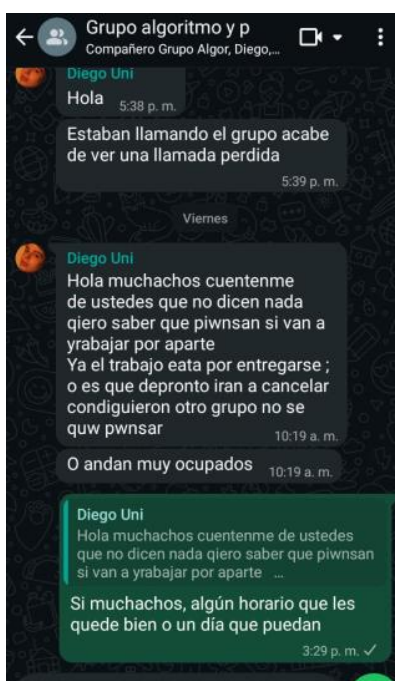 Grupo algoritmo y p
Compañero Grupo Algor, Diego,...
Diego Uni
Hola
5:38 p. m.
Estaban llamando el grupo acabe
de ver una llamada perdida
5:39 p. m.
Viernes
Diego Uni
Hola muchachos cuentenme
de ustedes que no dicen nada
qiero saber que piwnsan si van a
yrabajar por aparte
Ya el trabajo eata por entregarse ;
o es que depronto iran a cancelar
condiguieron otro grupo no se
quw pwnsar
10:19 a. m.
O andan muy ocupados
10:19 a. m.
Diego Uni
Hola muchachos cuentenme de ustedes
que no dicen nada qiero saber que piwnsan
si van a yrabajar por aparte ...
Si muchachos, algún horario que les
quede bien o un día que puedan
3:29 p. m.